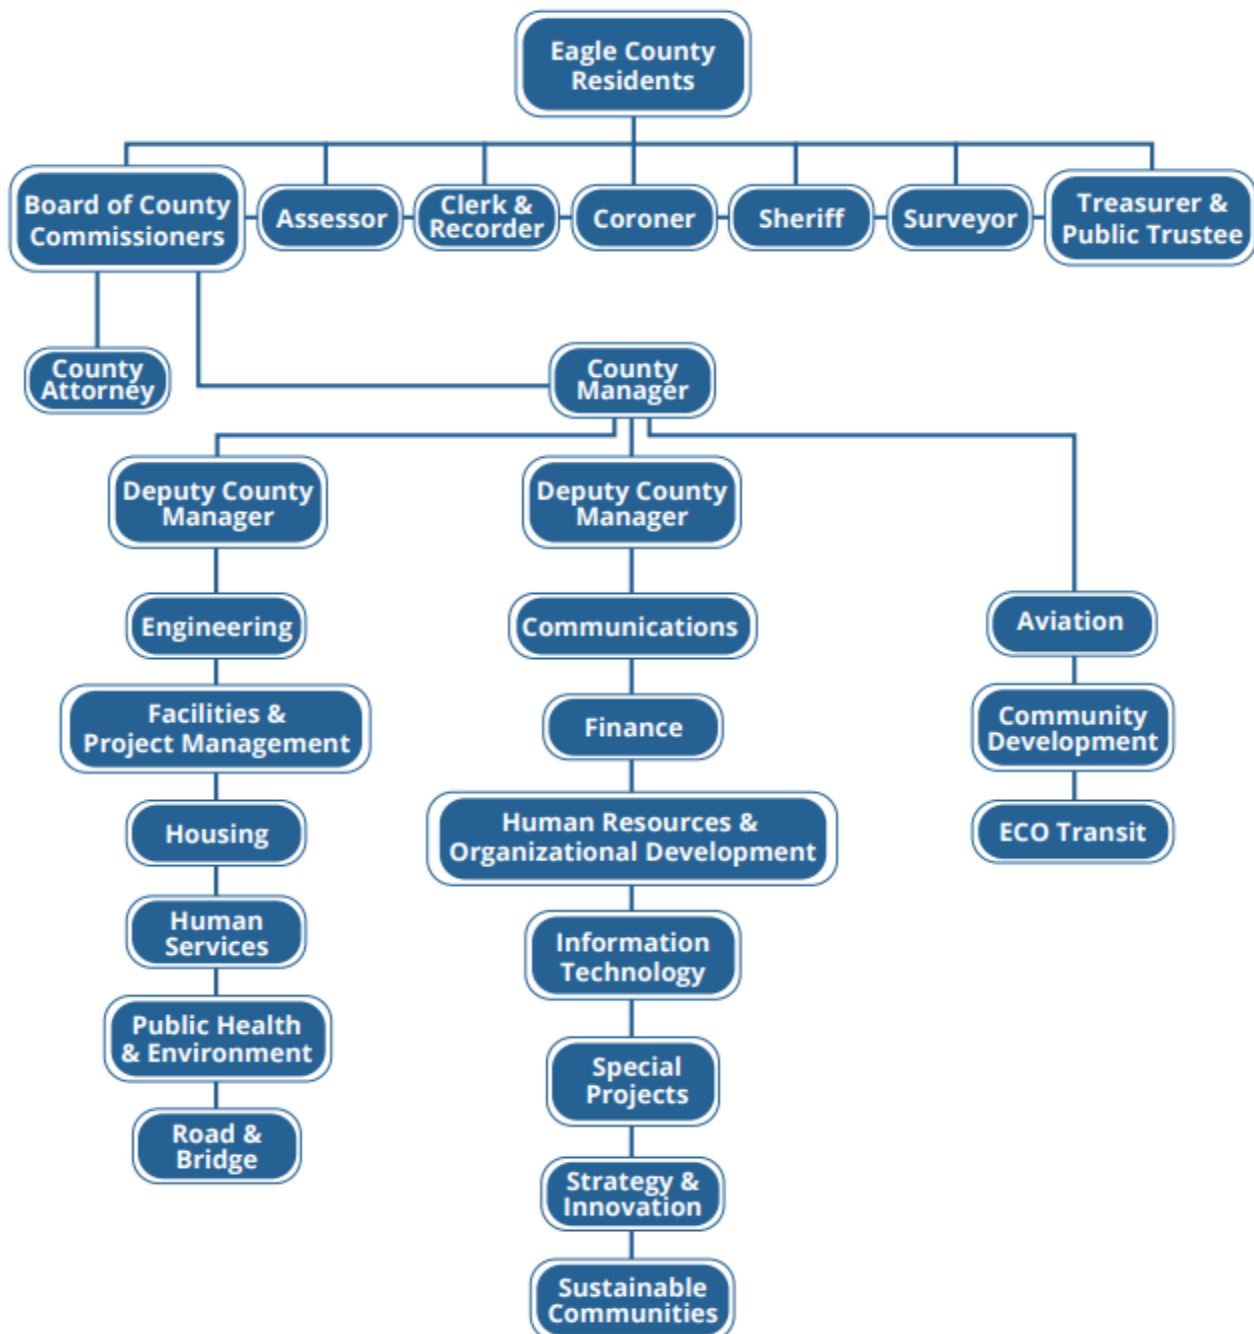 Eagle County
Residents
Board of County
Commissioners
Assessor
Clerk &
Recorder
Coroner
Sheriff
Surveyor
Treasurer &
Public Trustee
County
Attorney
County
Manager
Deputy County
Manager
Engineering
Facilities &
Project Management
Housing
Human
Services
Public Health
& Environment
Road &
Bridge
Deputy County
Manager
Communications
Finance
Human Resources &
Organizational Development
Information
Technology
Special
Projects
Strategy &
Innovation
Sustainable
Communities
Aviation
Community
Development
ECO Transit